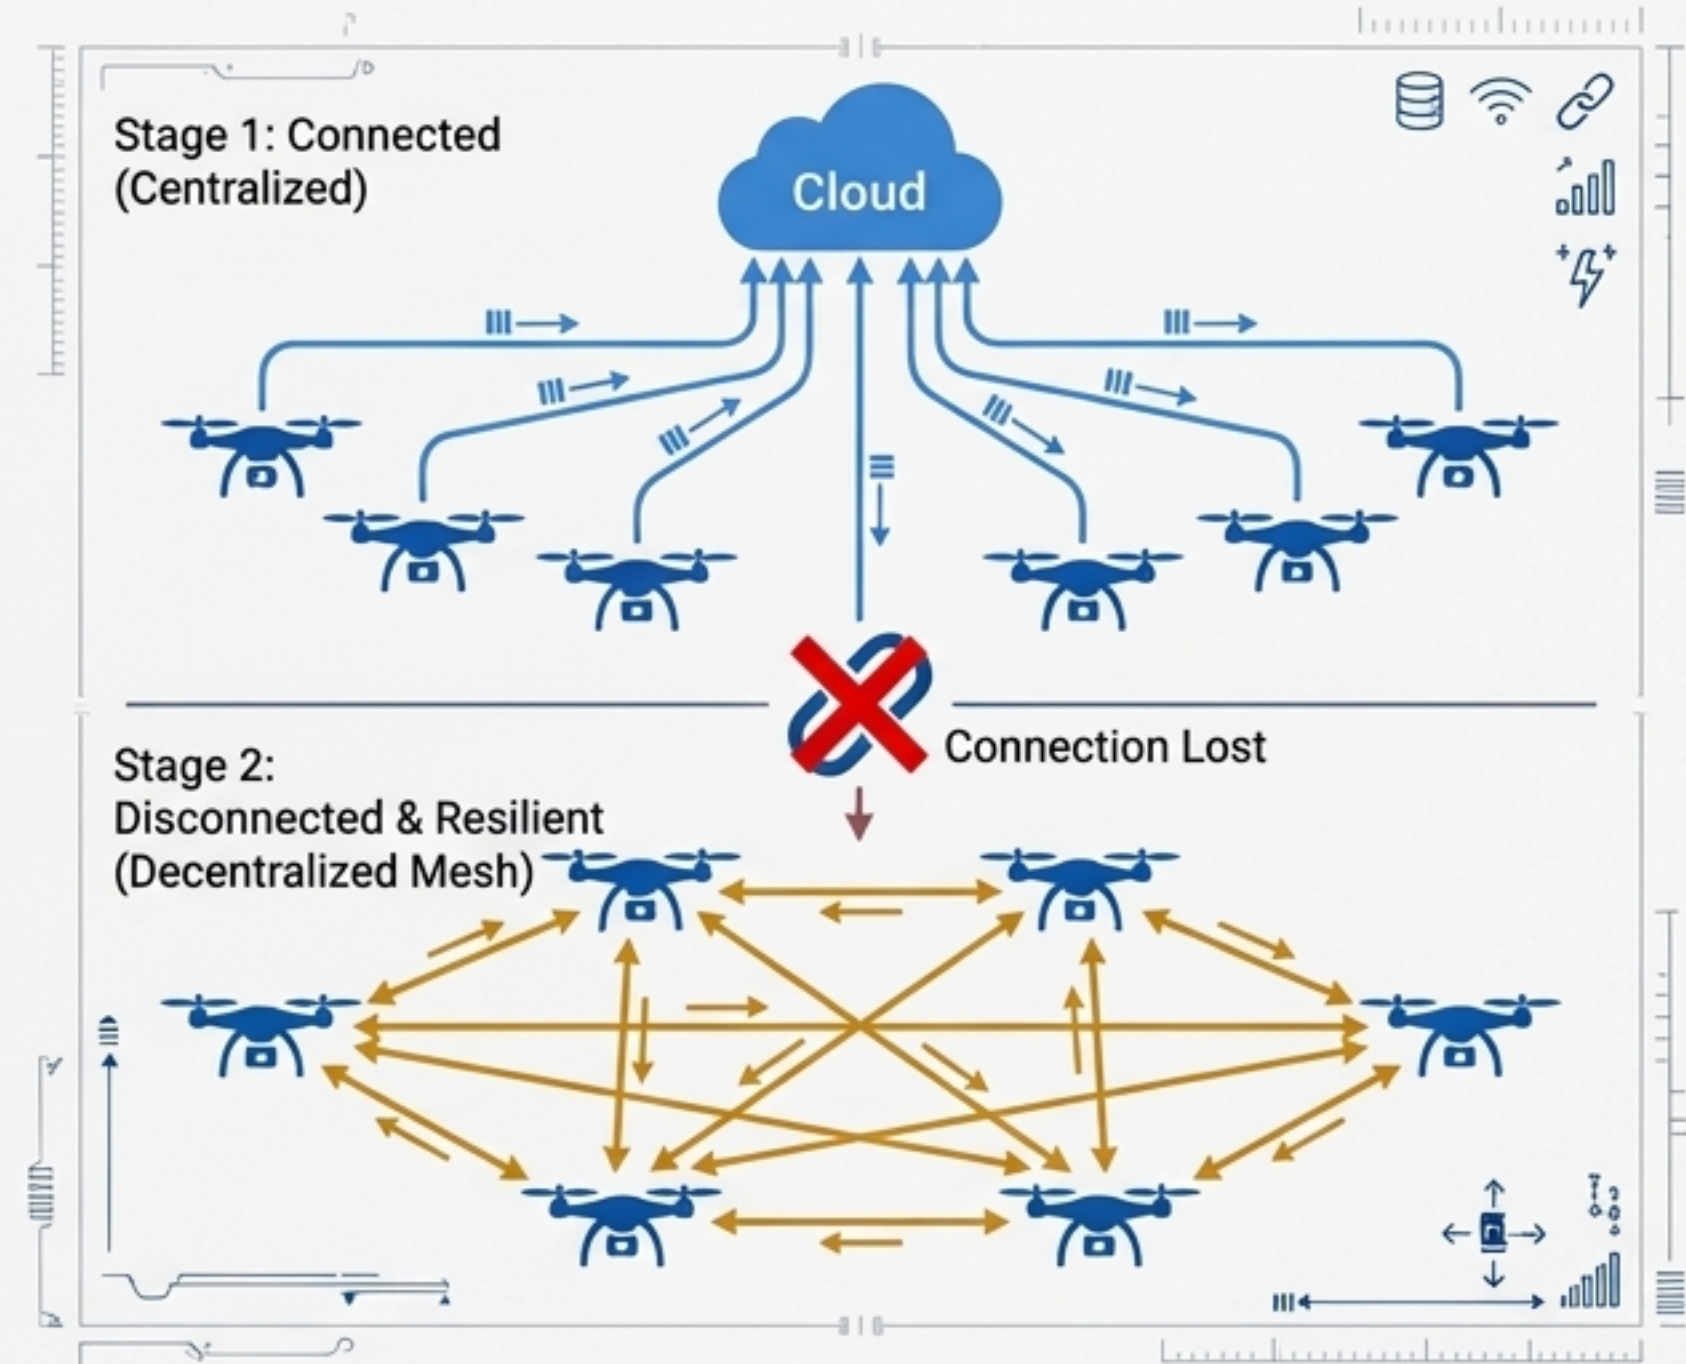 Stage 1: Connected
(Centralized)
Cloud
Connection Lost
Stage 2:
Disconnected & Resilient
(Decentralized Mesh)